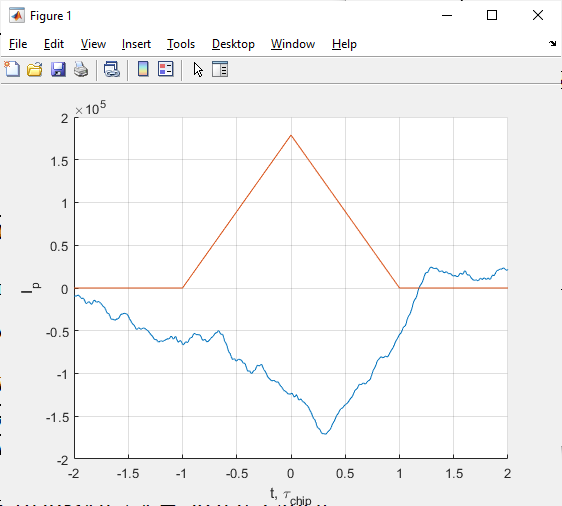 Figure 1
File Edit View Insert Tools Desktop Window Help
×10⁵
2
1.5
1
0.5
0
-0.5
-1
-1.5
-2
I_p
-2 -1.5 -1 -0.5 0 0.5 1 1.5 2
t, τ_chip